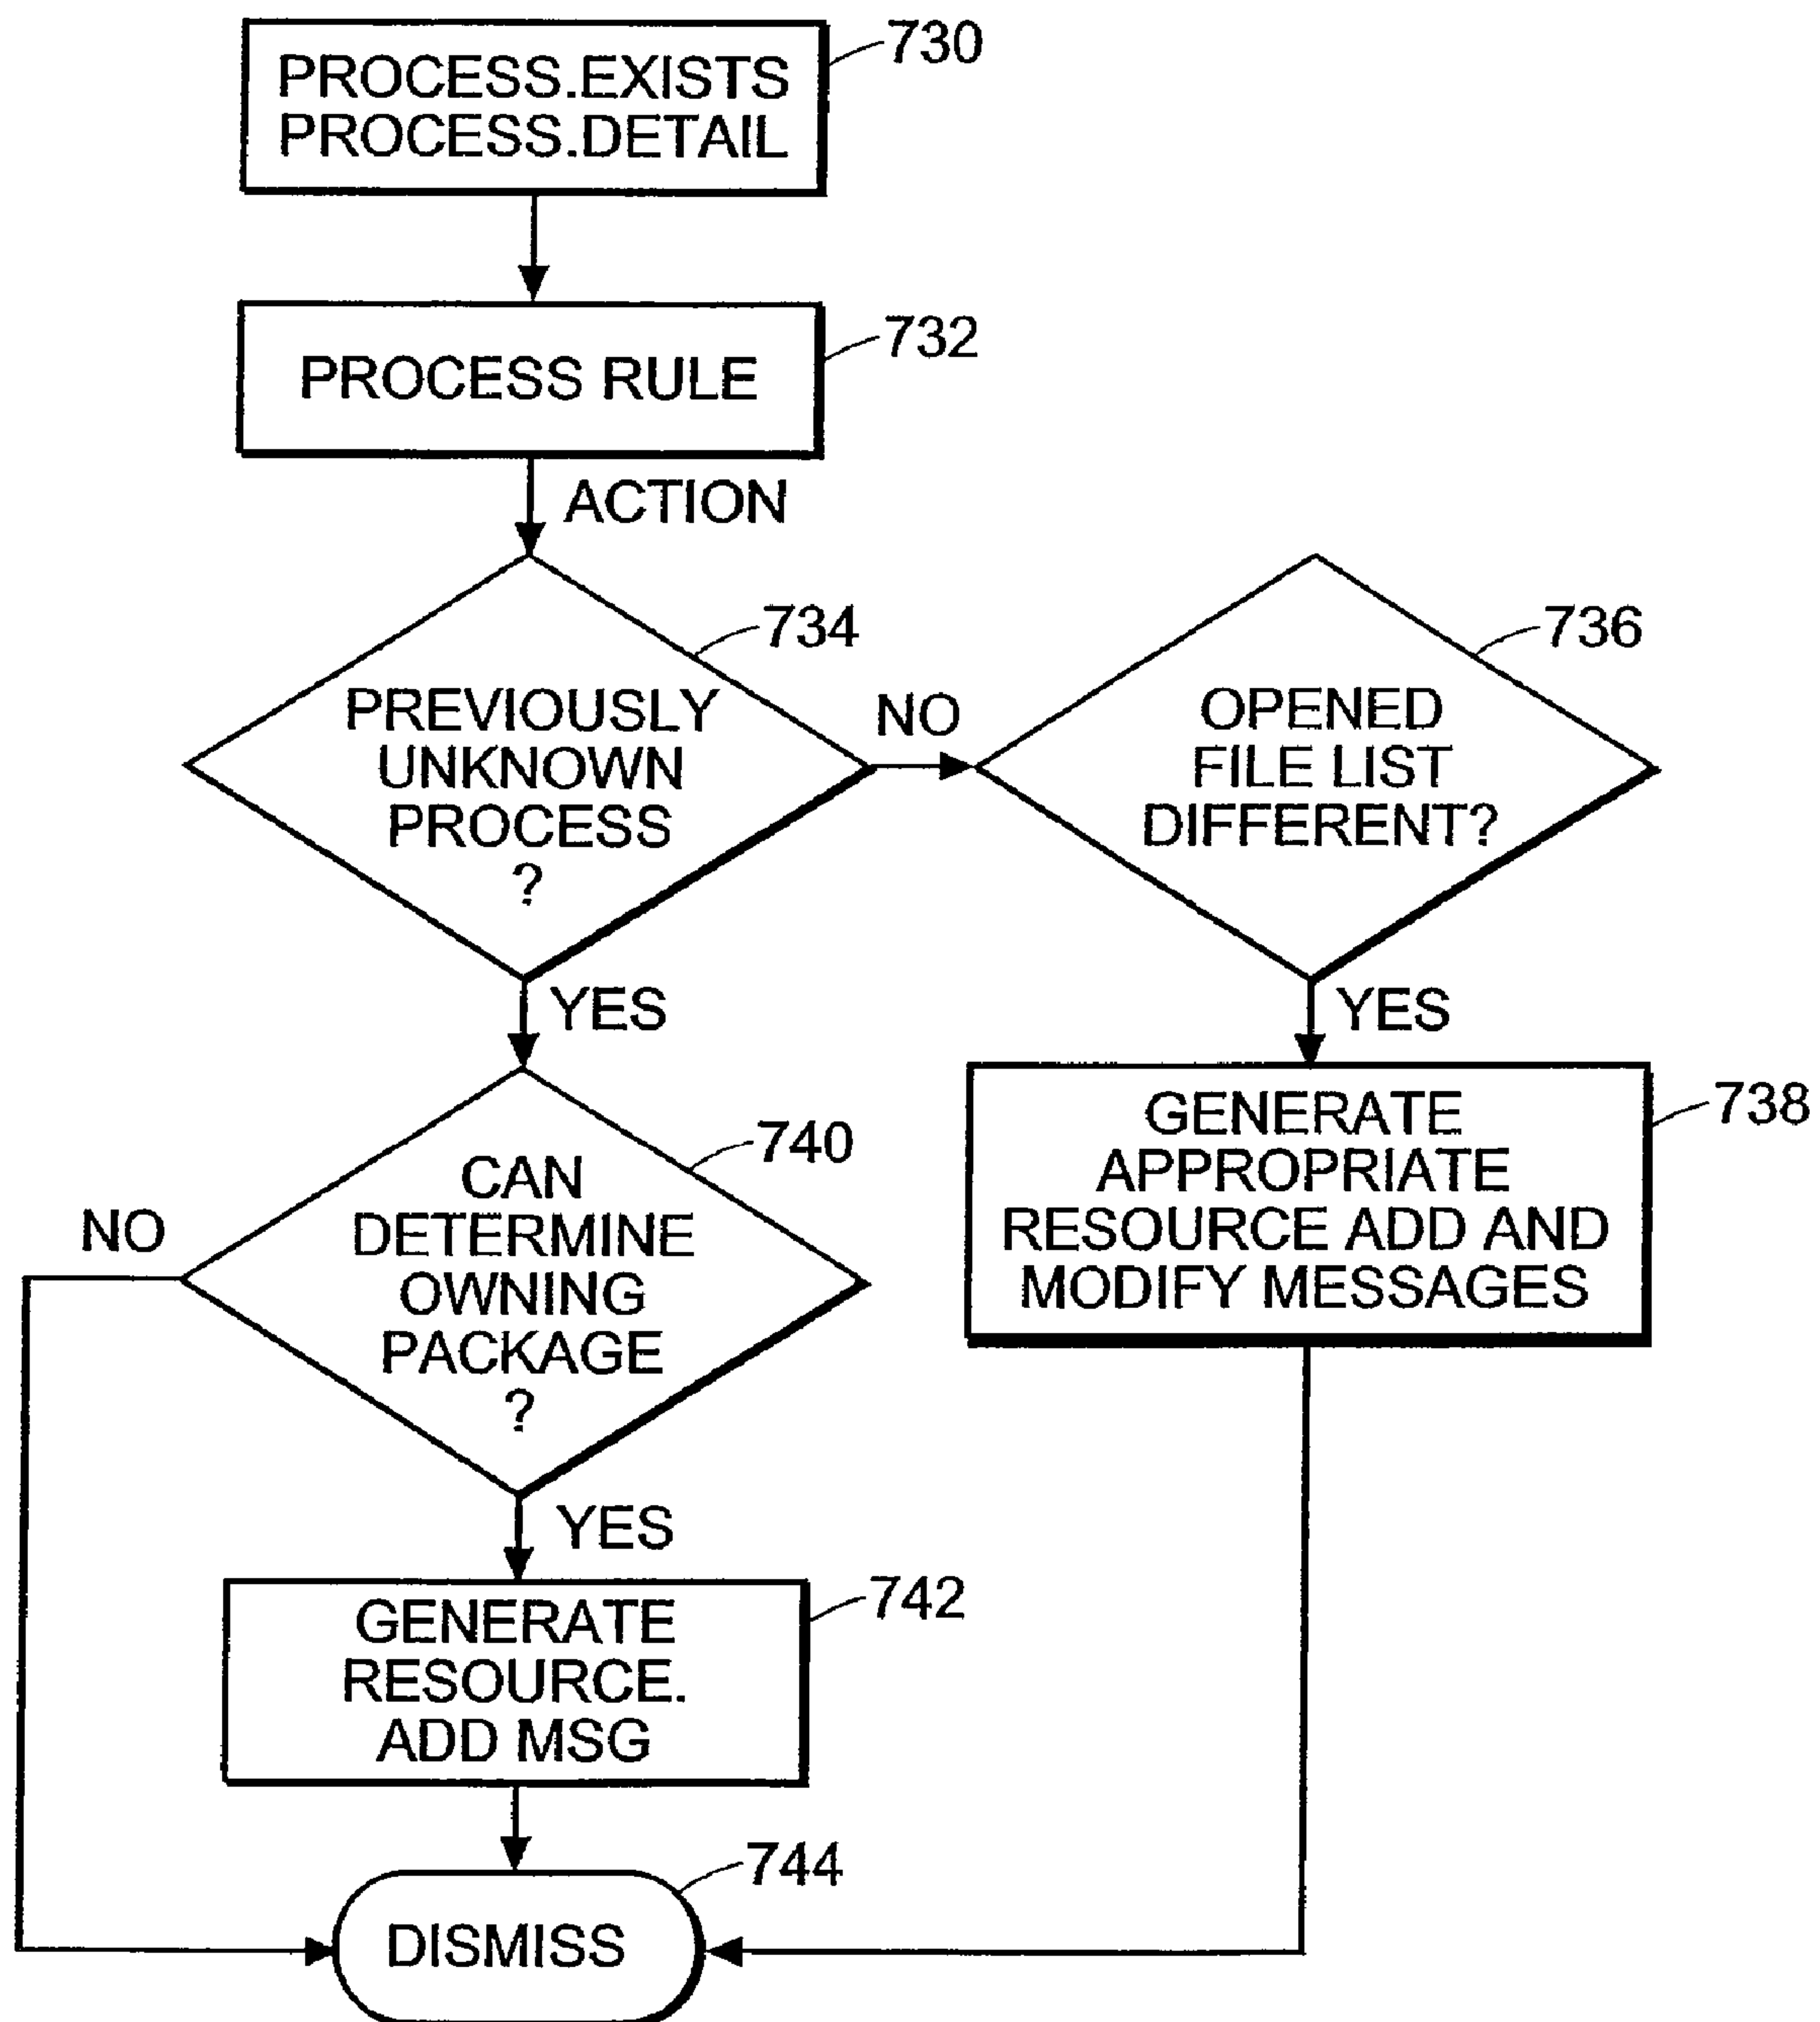 730
PROCESS.EXISTS
PROCESS.DETAIL
732
PROCESS RULE
ACTION
734
PREVIOUSLY
UNKNOWN
PROCESS
?
NO
736
OPENED
FILE LIST
DIFFERENT?
YES
YES
738
GENERATE
APPROPRIATE
RESOURCE ADD AND
MODIFY MESSAGES
740
CAN
DETERMINE
OWNING
PACKAGE
?
NO
YES
742
GENERATE
RESOURCE.
ADD MSG
744
DISMISS